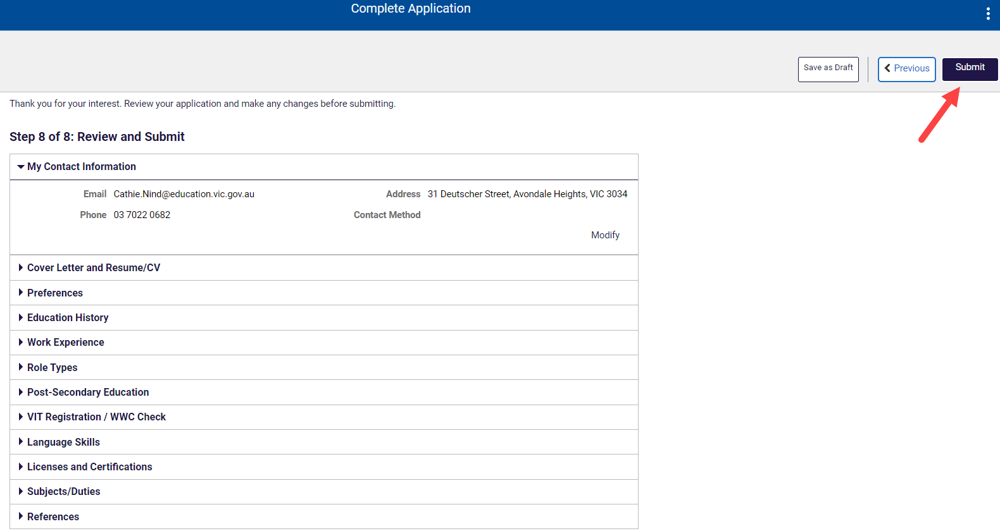 Complete Application
Save as Draft
Previous
Submit
Thank you for your interest. Review your application and make any changes before submitting.
Step 8 of 8: Review and Submit
My Contact Information
Email Cathie.Nind@education.vic.gov.au Address 31 Deutscher Street, Avondale Heights, VIC 3034
Phone 03 7022 0682 Contact Method
Modify
Cover Letter and Resume/CV
Preferences
Education History
Work Experience
Role Types
Post-Secondary Education
VIT Registration / WWC Check
Language Skills
Licenses and Certifications
Subjects/Duties
References